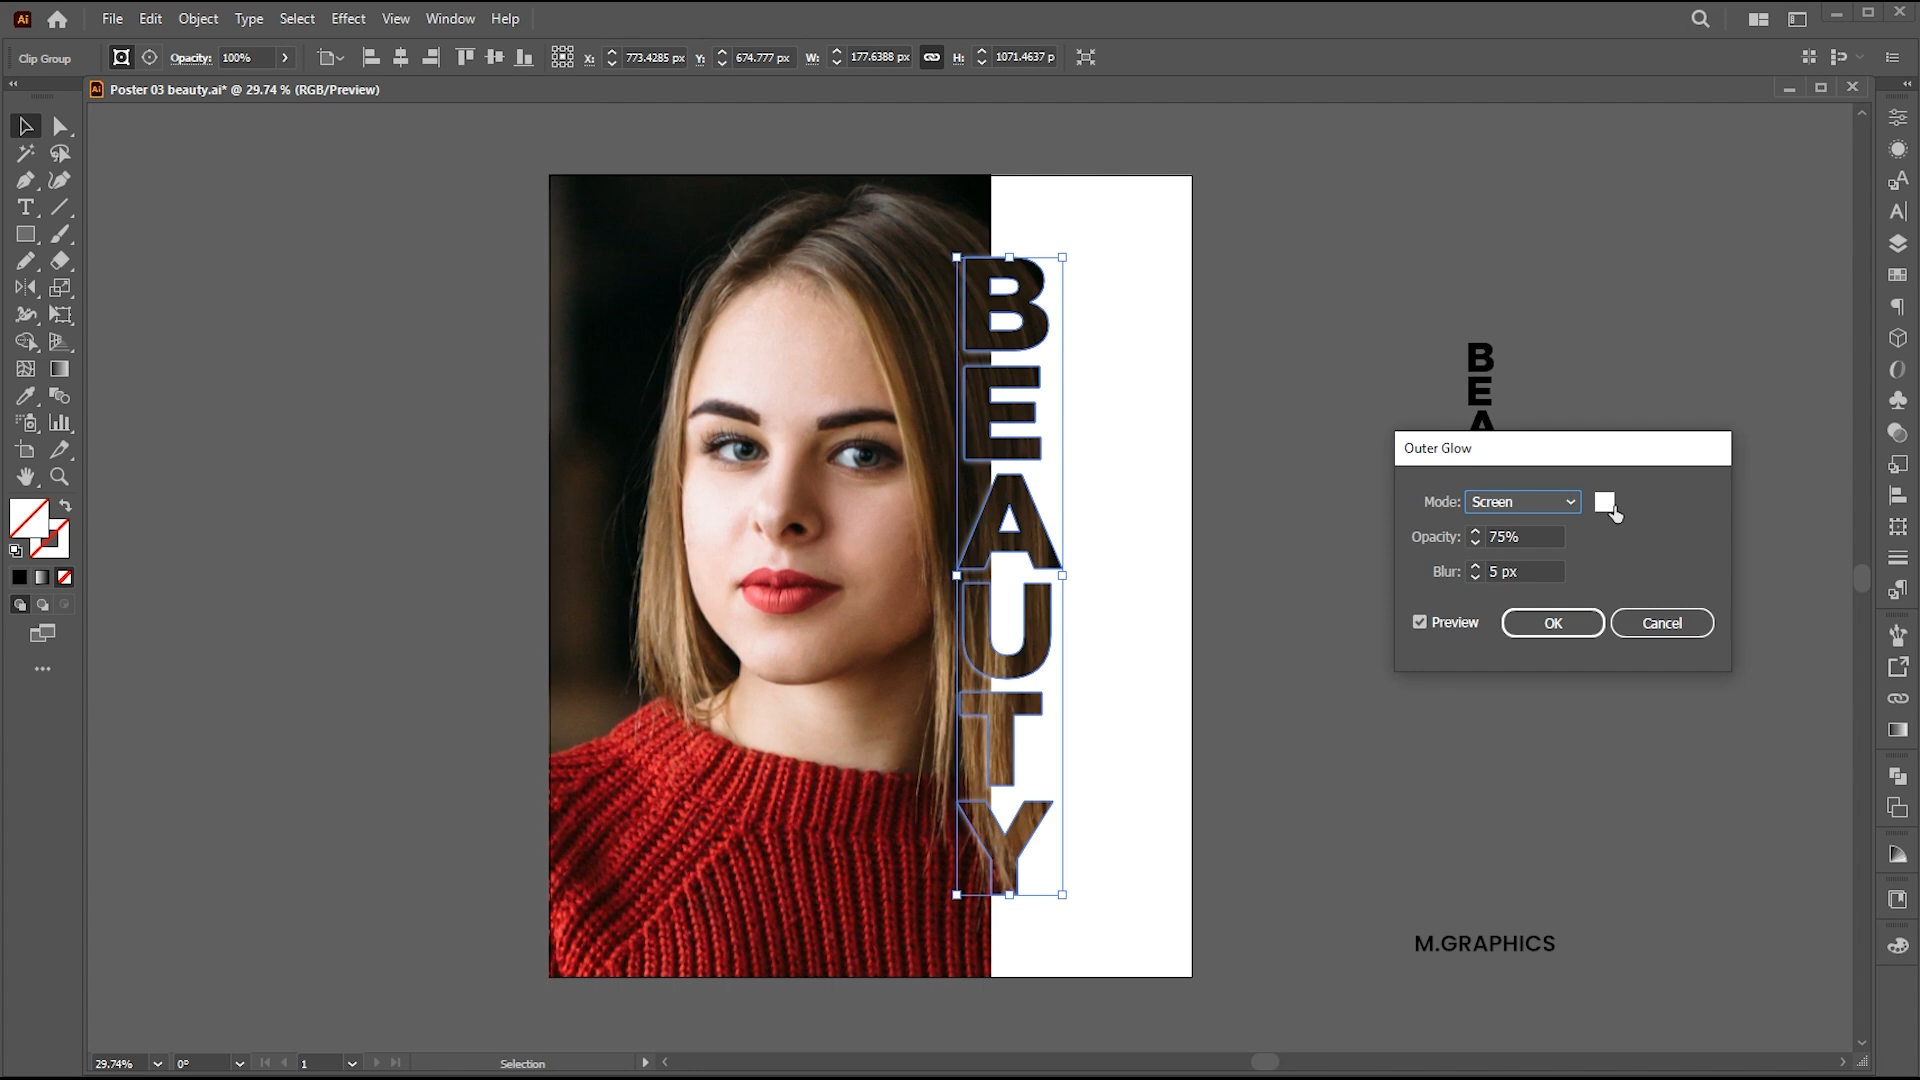 Ai File Edit Object Type Select Effect View Window Help
Clip Group Opacity: 100% X: 773.4285 px Y: 674.777 px W: 177.6388 px H: 1071.4637 p
Ai Poster 03 beauty.ai* @ 29.74 % (RGB/Preview)
B
E
A
U
T
Y
B
E
A
Outer Glow
Mode: Screen
Opacity: 75%
Blur: 5 px
Preview OK Cancel
M.GRAPHICS
29.74% 0° 1 Selection